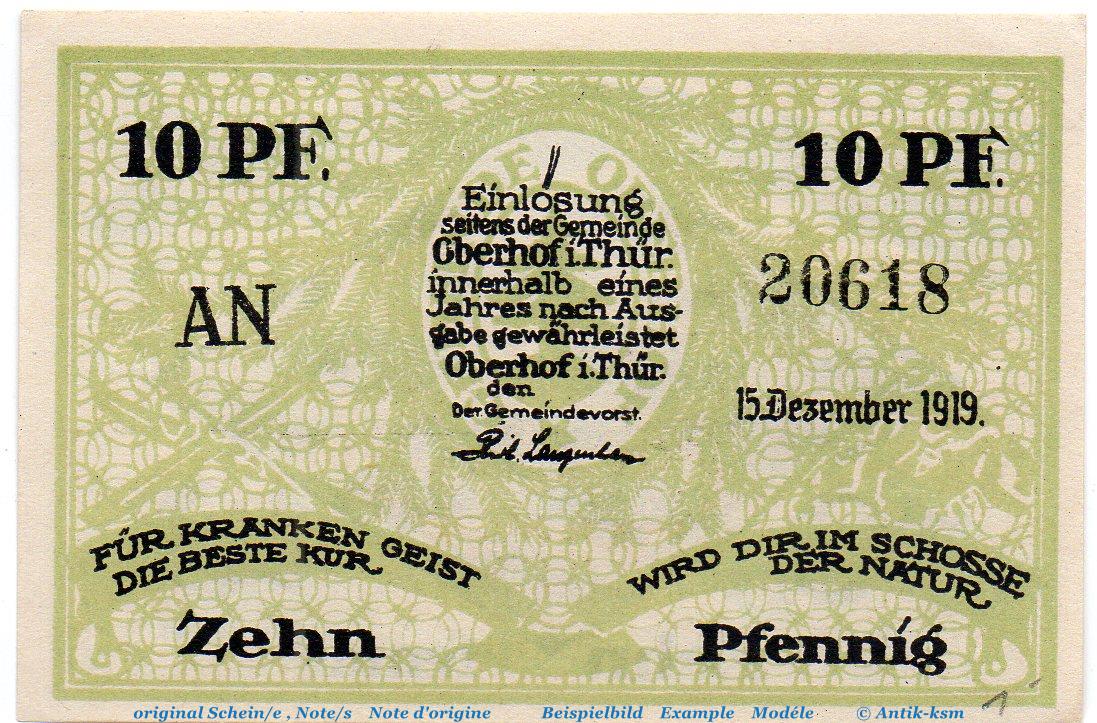 10 PF.
10 PF.
Einlösung
seitens der Gemeinde
Oberhof i. Thür.
innerhalb eines
Jahres nach Aus-
gabe gewährleistet
Oberhof i. Thür.
den
Der Gemeindevorst.
AN
20618
15. Dezember 1919.
FÜR KRANKEN GEIST
DIE BESTE KUR
WIRD DIR IM SCHOSSE
DER NATUR
Zehn
Pfennig
original Schein/e , Note/s Note d'origine Beispielbild Example Modéle © Antik-ksm